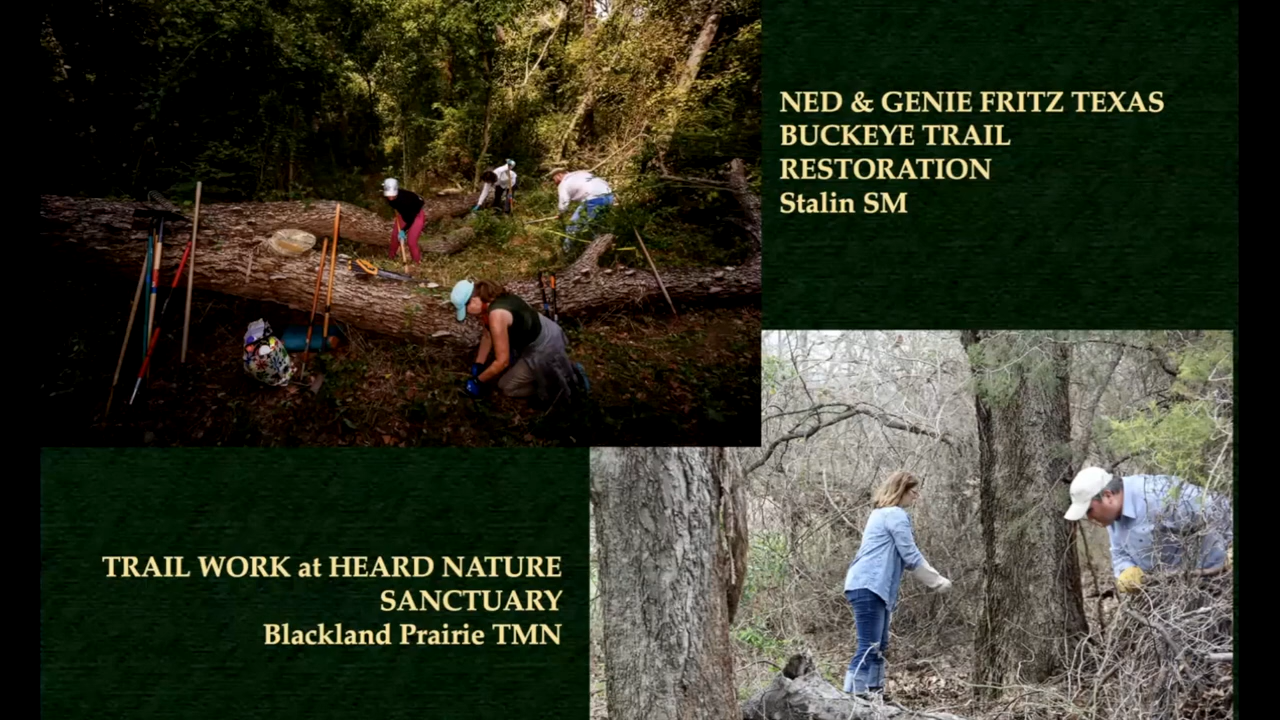 NED & GENIE FRITZ TEXAS
BUCKEYE TRAIL
RESTORATION
Stalin SM
TRAIL WORK at HEARD NATURE
SANCTUARY
Blackland Prairie TMN